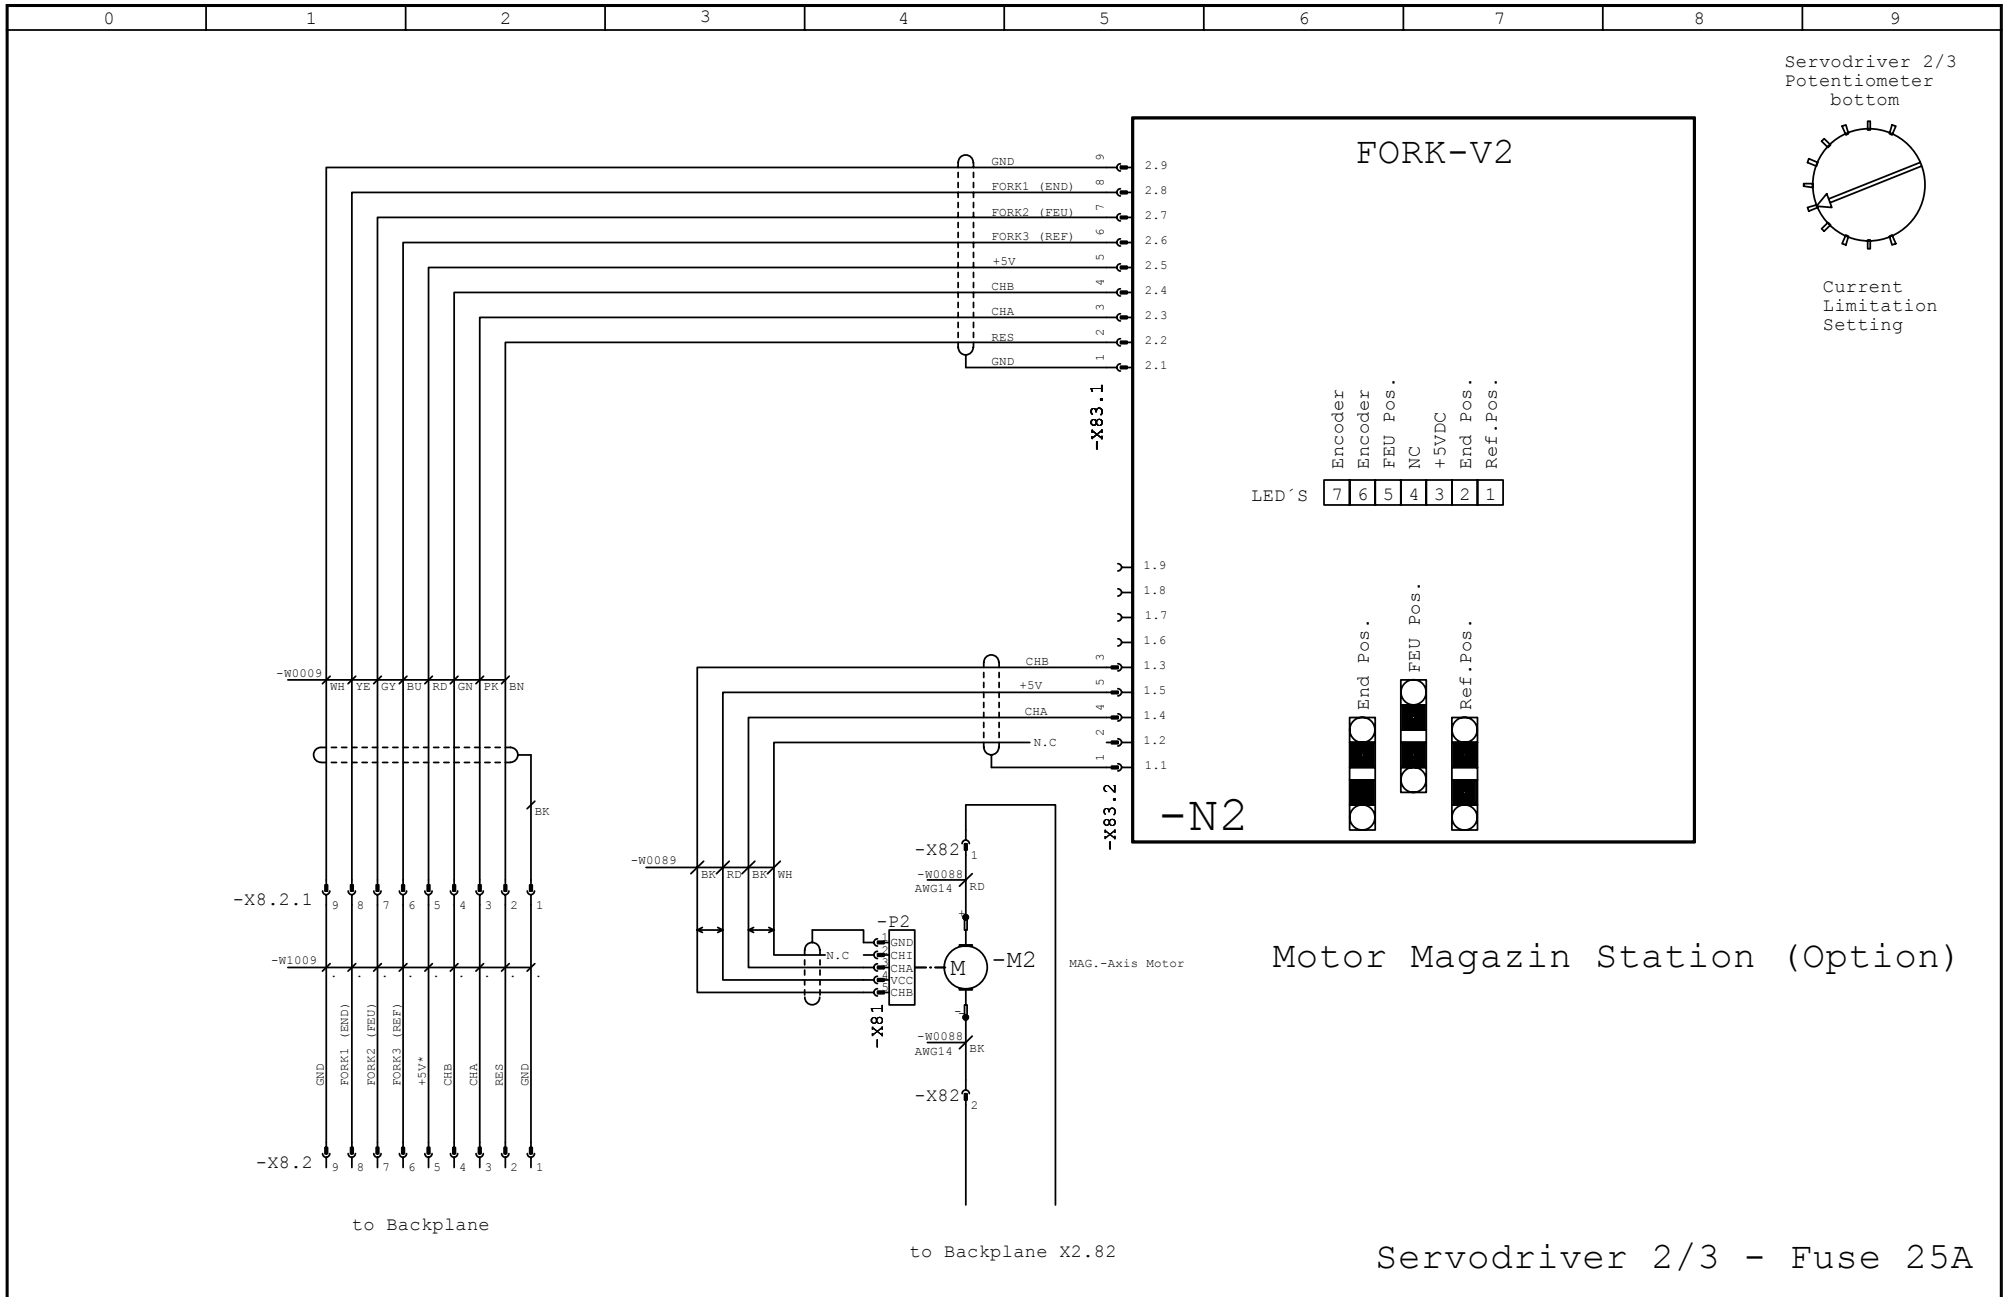 0 1 2 3 4 5 6 7 8 9
Servodriver 2/3
Potentiometer
bottom
Current
Limitation
Setting
FORK-V2
GND 9 2.9
FORK1 (END) 8 2.8
FORK2 (FEU) 7 2.7
FORK3 (REF) 6 2.6
+5V 5 2.5
CHB 4 2.4
CHA 3 2.3
RES 2 2.2
GND 1 2.1
-X83.1
Encoder
Encoder
FEU Pos.
NC
+5VDC
End Pos.
Ref.Pos.
LED´S 7 6 5 4 3 2 1
1.9
1.8
1.7
1.6
CHB 3 1.3
+5V 5 1.5
CHA 4 1.4
N.C 2 1.2
1 1.1
-X83.2
End Pos.
FEU Pos.
Ref.Pos.
-N2
-W0009
WH YE GY BU RD GN PK BN
BK
-X8.2.1 9 8 7 6 5 4 3 2 1
-W1009
GND
FORK1 (END)
FORK2 (FEU)
FORK3 (REF)
+5V*
CHB
CHA
RES
GND
-X8.2 9 8 7 6 5 4 3 2 1
to Backplane
-W0089
BK RD BK WH
-X82 1
-W0088
AWG14 RD
-P2
1 GND
N.C 2 CHI
3 CHA
4 VCC
5 CHB
-X81
+
M
-M2
MAG.-Axis Motor
-
-W0088
AWG14 BK
-X82 2
to Backplane X2.82
Motor Magazin Station (Option)
Servodriver 2/3 - Fuse 25A